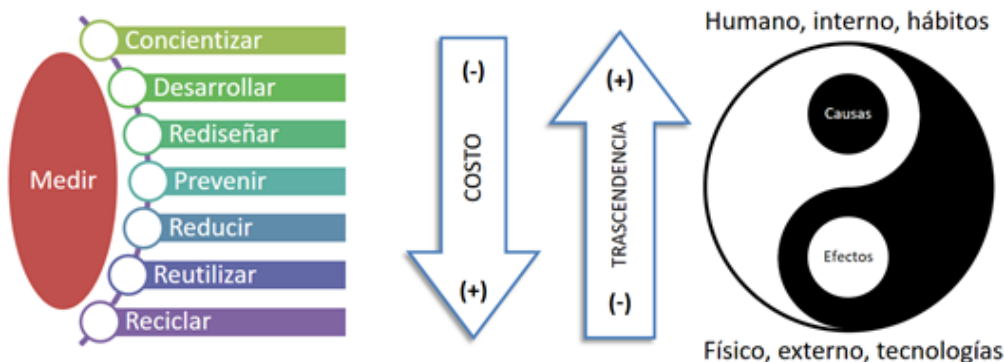 Medir
Concientizar
Desarrollar
Rediseñar
Prevenir
Reducir
Reutilizar
Reciclar
(-)
COSTO
(+)
(+)
TRASCENDENCIA
(-)
Humano, interno, hábitos
Causas
Efectos
Físico, externo, tecnologías